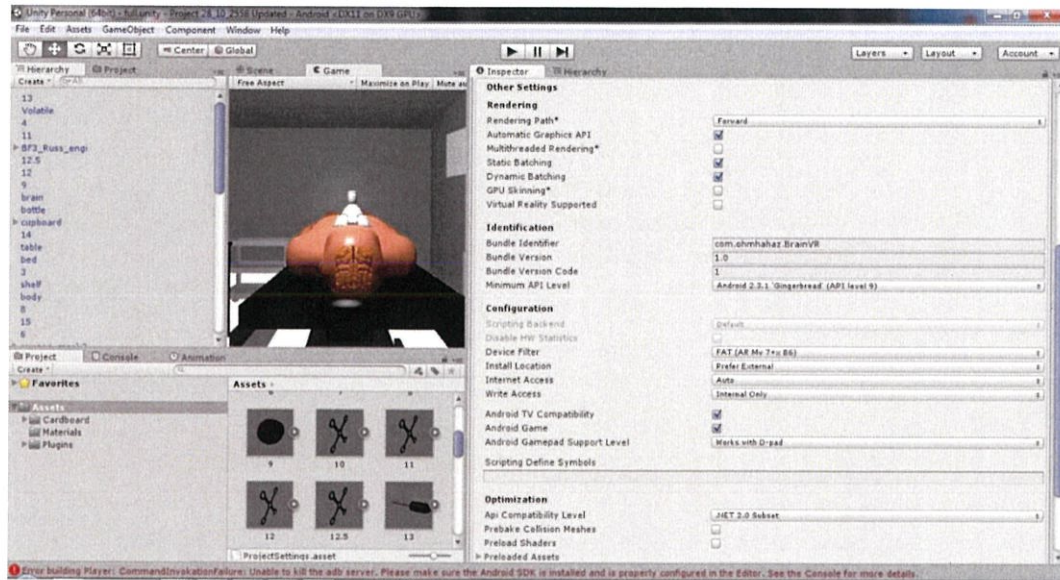 Unity Personal (64bit) - full.unity - Project 28_10_2556 Updated - Android <DX11 on DX9 GPU>
File Edit Assets GameObject Component Window Help
Center Global
Layers Layout Account
Hierarchy Project
Create
All
13
Volatile
4
11
BF3_Russ_engi
12.5
12
9
brain
bottle
cupboard
14
table
bed
3
shelf
body
8
15
6
Scene Game
Free Aspect Maximize on Play Mute au
Inspector Hierarchy
Other Settings
Rendering
Rendering Path* Forward
Automatic Graphics API
Multithreaded Rendering*
Static Batching
Dynamic Batching
GPU Skinning*
Virtual Reality Supported
Identification
Bundle Identifier com.ohmhahaz.BrainVR
Bundle Version 1.0
Bundle Version Code 1
Minimum API Level Android 2.3.1 'Gingerbread' (API level 9)
Configuration
Scripting Backend Default
Disable HW Statistics
Device Filter FAT (ARMv7+x86)
Install Location Prefer External
Internet Access Auto
Write Access Internal Only
Android TV Compatibility
Android Game
Android Gamepad Support Level Works with D-pad
Scripting Define Symbols
Optimization
Api Compatibility Level .NET 2.0 Subset
Prebake Collision Meshes
Preload Shaders
Preloaded Assets
Project Console Animation
Create
Favorites
Assets
Cardboard
Materials
Plugins
Assets
9 10 11
12 12.5 13
ProjectSettings.asset
Error building Player: CommandInvokationFailure: Unable to kill the adb server. Please make sure the Android SDK is installed and is properly configured in the Editor. See the Console for more details.